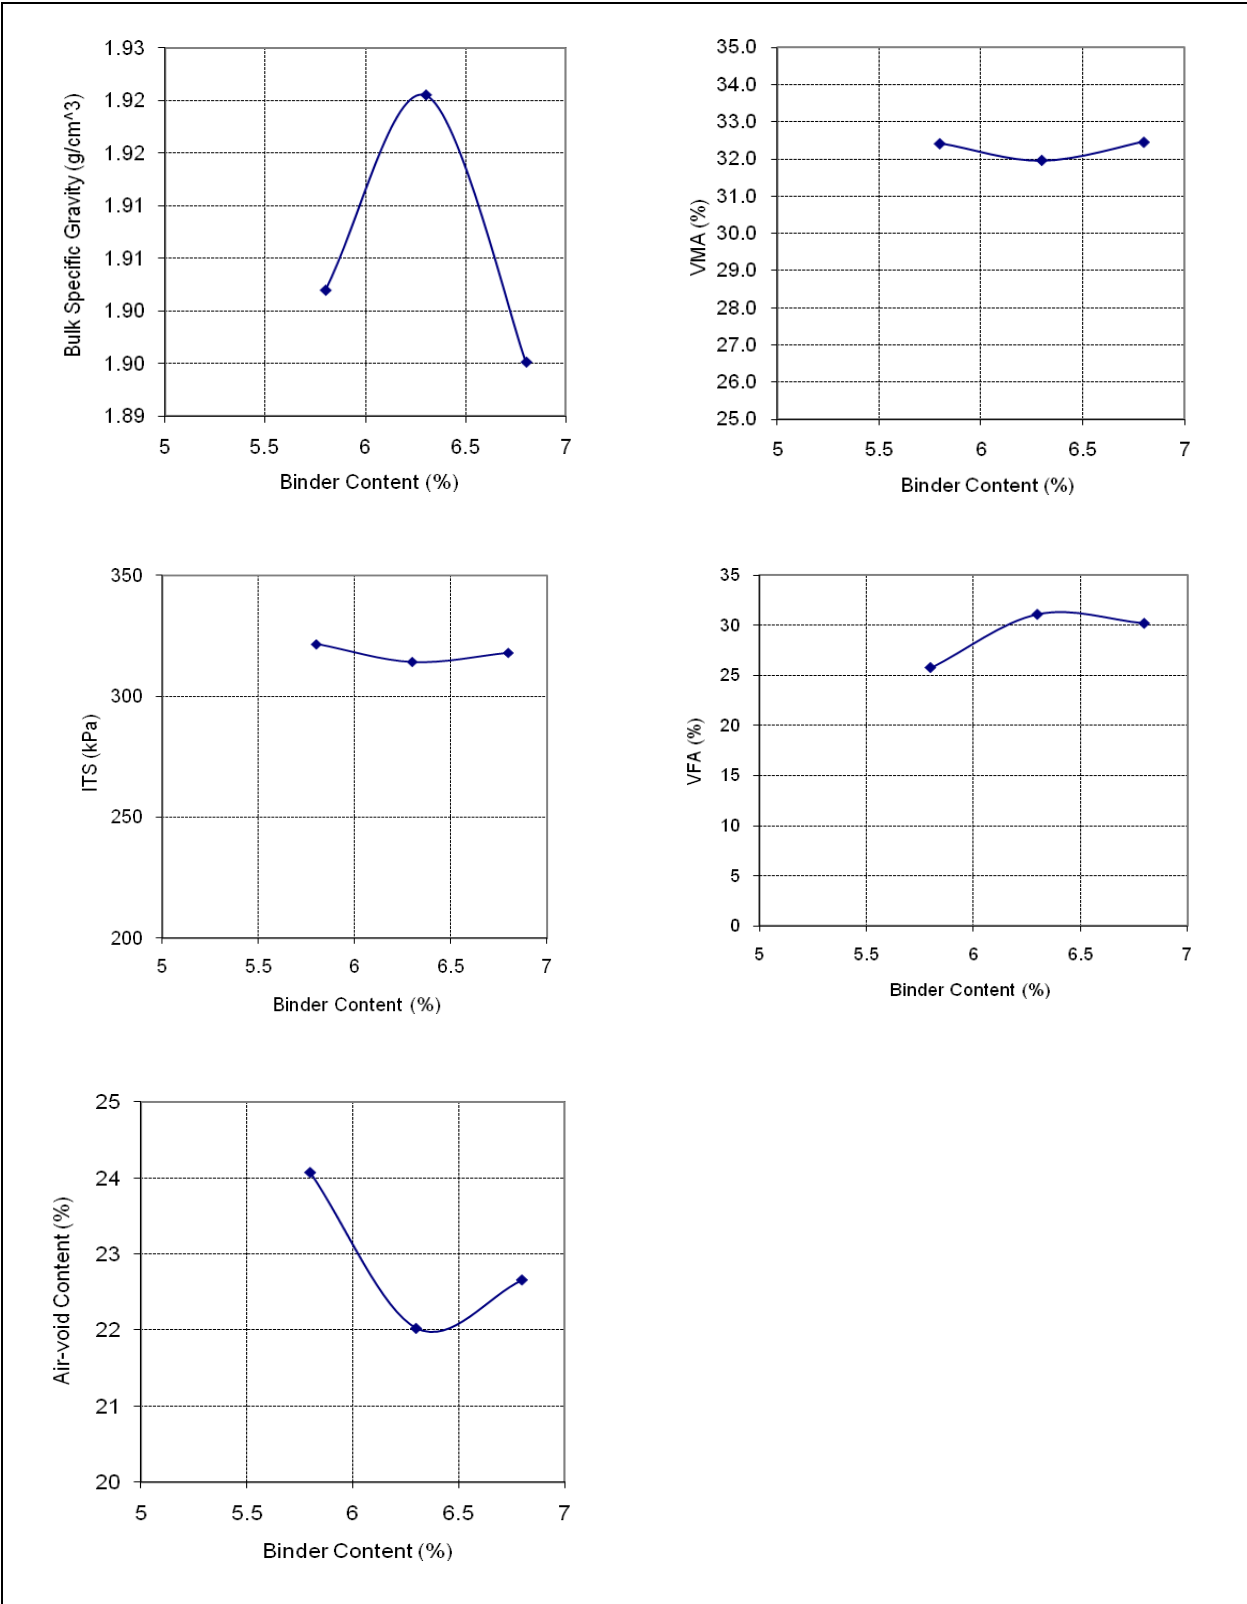 Bulk Specific Gravity (g/cm^3)
1.93
1.92
1.92
1.91
1.91
1.90
1.90
1.89
5 5.5 6 6.5 7
Binder Content (%)
VMA (%)
35.0
34.0
33.0
32.0
31.0
30.0
29.0
28.0
27.0
26.0
25.0
5 5.5 6 6.5 7
Binder Content (%)
ITS (kPa)
350
300
250
200
5 5.5 6 6.5 7
Binder Content (%)
VFA (%)
35
30
25
20
15
10
5
0
5 5.5 6 6.5 7
Binder Content (%)
Air-void Content (%)
25
24
23
22
21
20
5 5.5 6 6.5 7
Binder Content (%)